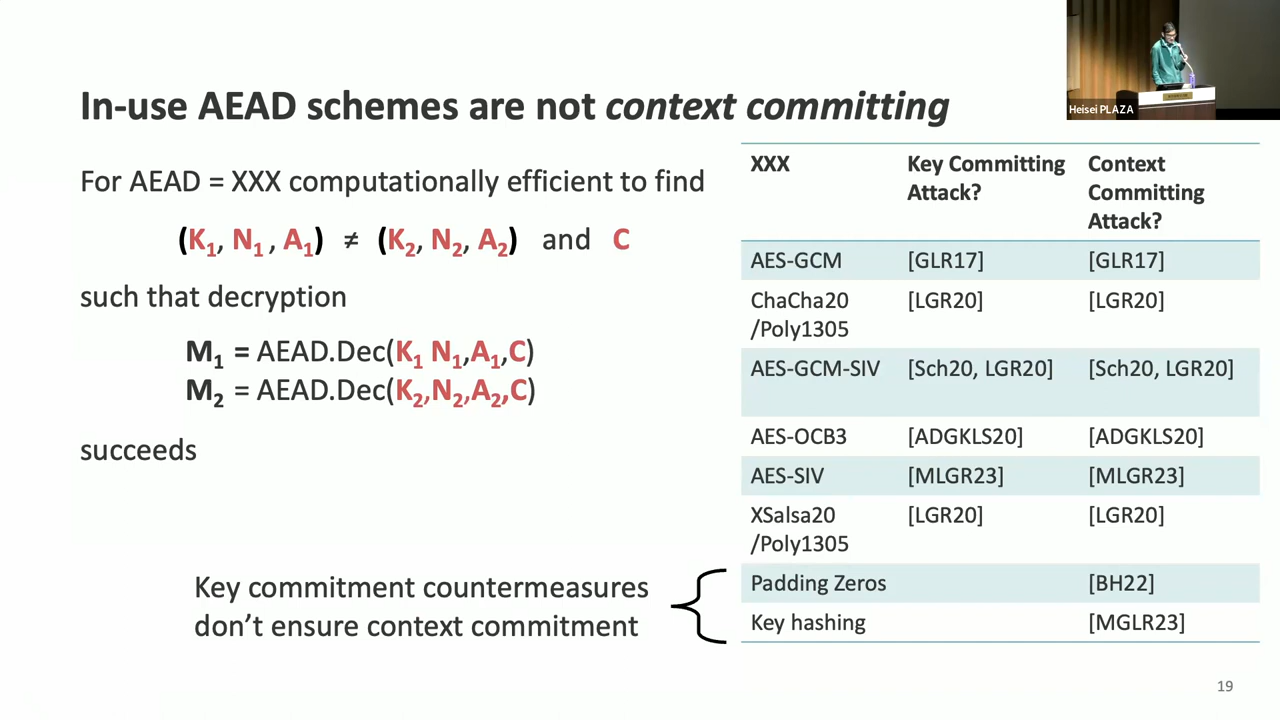 In-use AEAD schemes are not context committing
Heisei PLAZA
For AEAD = XXX computationally efficient to find
(K1, N1 , A1) ≠ (K2, N2, A2) and C
such that decryption
M1 = AEAD.Dec(K1 N1,A1,C)
M2 = AEAD.Dec(K2,N2,A2,C)
succeeds
Key commitment countermeasures
don't ensure context commitment
XXX Key Committing Attack? Context Committing Attack?
AES-GCM [GLR17] [GLR17]
ChaCha20 /Poly1305 [LGR20] [LGR20]
AES-GCM-SIV [Sch20, LGR20] [Sch20, LGR20]
AES-OCB3 [ADGKLS20] [ADGKLS20]
AES-SIV [MLGR23] [MLGR23]
XSalsa20 /Poly1305 [LGR20] [LGR20]
Padding Zeros [BH22]
Key hashing [MGLR23]
19